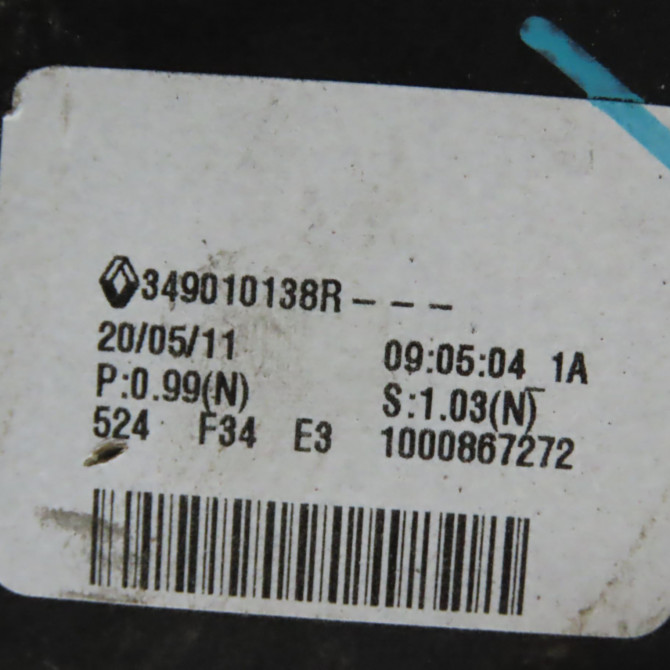 349010138R---
20/05/11 09:05:04 1A
P:0.99(N) S:1.03(N)
524 F34 E3 1000867272